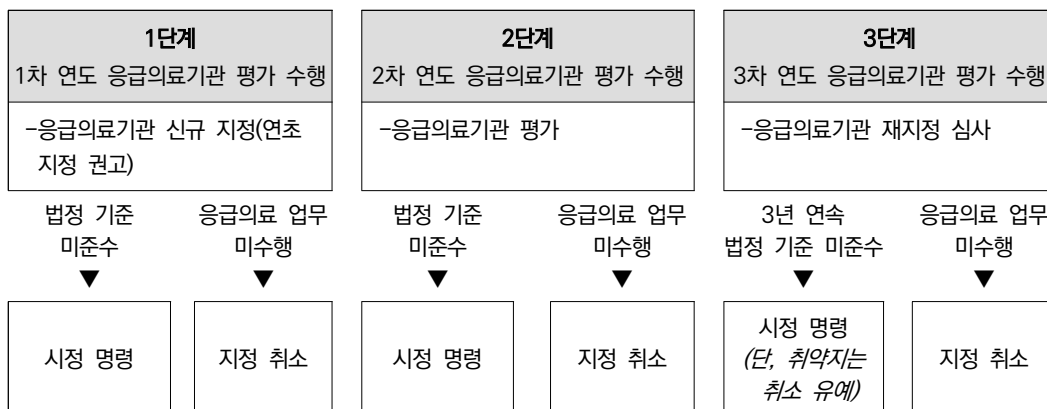 1단계
1차 연도 응급의료기관 평가 수행
-응급의료기관 신규 지정(연초
지정 권고)
법정 기준
미준수
▼
응급의료 업무
미수행
▼
시정 명령
지정 취소
2단계
2차 연도 응급의료기관 평가 수행
-응급의료기관 평가
법정 기준
미준수
▼
응급의료 업무
미수행
▼
시정 명령
지정 취소
3단계
3차 연도 응급의료기관 평가 수행
-응급의료기관 재지정 심사
3년 연속
법정 기준 미준수
▼
응급의료 업무
미수행
▼
시정 명령
(단, 취약지는
취소 유예)
지정 취소